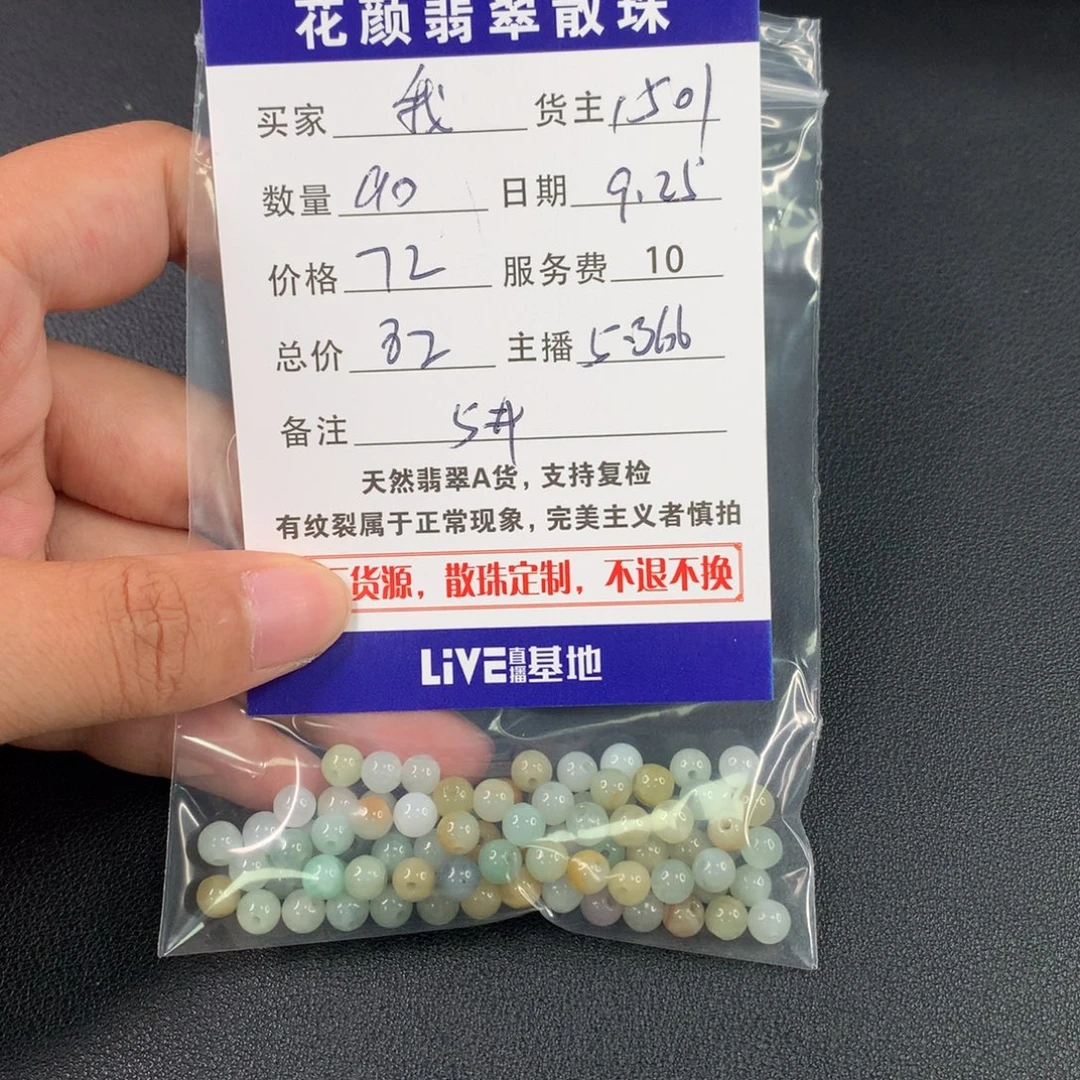 花颜翡翠散珠
买家 我 货主 1501
数量 90 日期 9.25
价格 72 服务费 10
总价 82 主播 5·366
备注 5#
天然翡翠A货，支持复检
有纹裂属于正常现象，完美主义者慎拍
货源，散珠定制，不退不换
LiVE直播基地